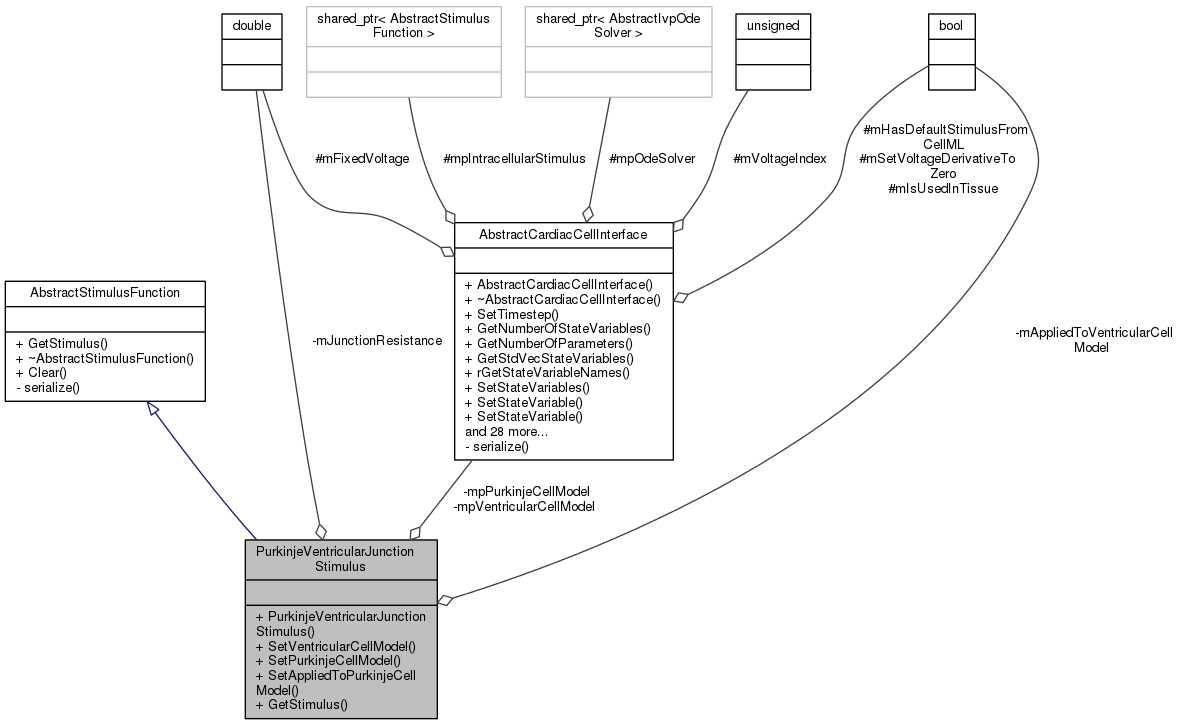 double
shared_ptr< AbstractStimulus
Function >
shared_ptr< AbstractIvpOde
Solver >
unsigned
bool
#mFixedVoltage
#mpIntracellularStimulus
#mpOdeSolver
#mVoltageIndex
#mHasDefaultStimulusFrom
CellML
#mSetVoltageDerivativeTo
Zero
#mIsUsedInTissue
AbstractCardiacCellInterface
+ AbstractCardiacCellInterface()
+ ~AbstractCardiacCellInterface()
+ SetTimestep()
+ GetNumberOfStateVariables()
+ GetNumberOfParameters()
+ GetStdVecStateVariables()
+ rGetStateVariableNames()
+ SetStateVariables()
+ SetStateVariable()
+ SetStateVariable()
and 28 more...
- serialize()
AbstractStimulusFunction
+ GetStimulus()
+ ~AbstractStimulusFunction()
+ Clear()
- serialize()
-mJunctionResistance
-mAppliedToVentricularCell
Model
-mpPurkinjeCellModel
-mpVentricularCellModel
PurkinjeVentricularJunction
Stimulus
+ PurkinjeVentricularJunction
Stimulus()
+ SetVentricularCellModel()
+ SetPurkinjeCellModel()
+ SetAppliedToPurkinjeCell
Model()
+ GetStimulus()